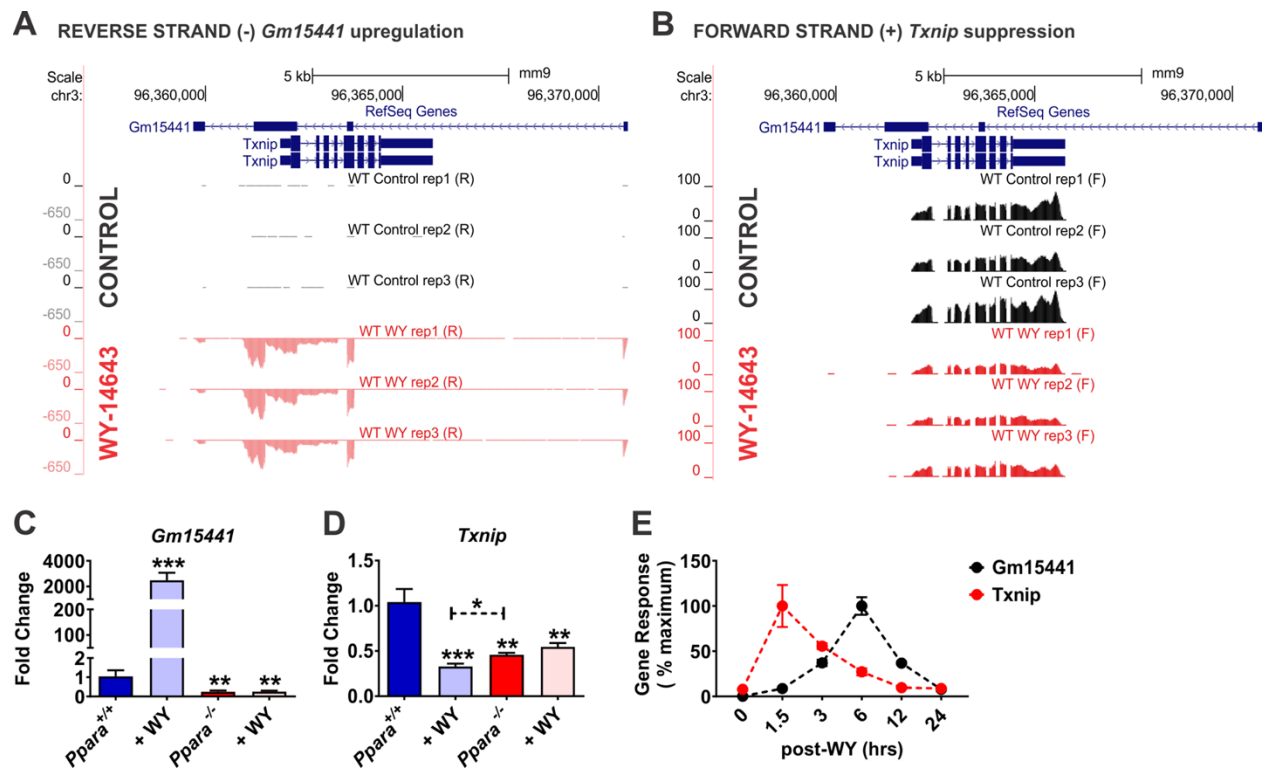 A REVERSE STRAND (-) Gm15441 upregulation
Scale 5 kb mm9
chr3: 96,360,000 96,365,000 96,370,000
RefSeq Genes
Gm15441
Txnip
Txnip
CONTROL
0 WT Control rep1 (R)
-650
0 WT Control rep2 (R)
-650
0 WT Control rep3 (R)
-650
WY-14643
0 WT WY rep1 (R)
-650
0 WT WY rep2 (R)
-650
0 WT WY rep3 (R)
-650
B FORWARD STRAND (+) Txnip suppression
Scale 5 kb mm9
chr3: 96,360,000 96,365,000 96,370,000
RefSeq Genes
Gm15441
Txnip
Txnip
CONTROL
100 WT Control rep1 (F)
0
100 WT Control rep2 (F)
0
100 WT Control rep3 (F)
0
WY-14643
100 WT WY rep1 (F)
0
100 WT WY rep2 (F)
0
100 WT WY rep3 (F)
0
C Gm15441
Fold Change
4000
2000
200
100
2
1
0
*** ** **
Ppara+/+ + WY Ppara-/- + WY
D Txnip
Fold Change
1.5
1.0
0.5
0.0
*
*** ** **
Ppara+/+ + WY Ppara-/- + WY
E
Gene Response
( % maximum)
150
100
50
0
0 1.5 3 6 12 24
post-WY (hrs)
Gm15441
Txnip